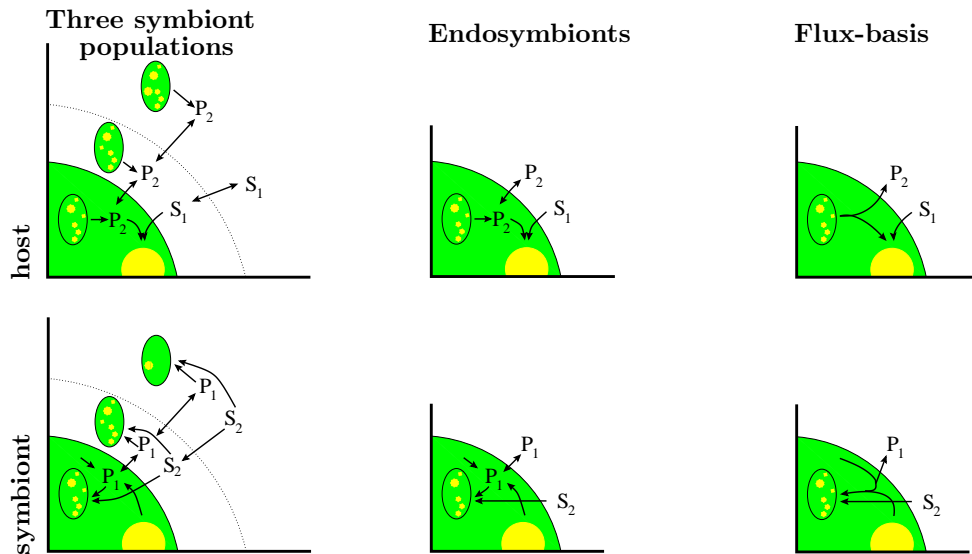 Three symbiont
populations
Endosymbionts
Flux-basis
host
P2
P2
S1
P2
S1
P2
P2
S1
P2
S1
symbiont
P1
S2
P1
S2
P1
P1
P1
S2
P1
S2